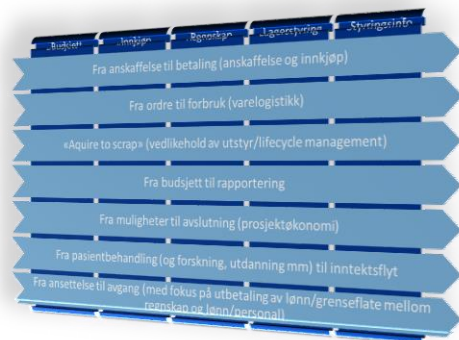 Budsjett Innkjøp Regnskap Lagerstyring Styringsinfo
Fra anskaffelse til betaling (anskaffelse og innkjøp)
Fra ordre til forbruk (varelogistikk)
«Aquire to scrap» (vedlikehold av utstyr/lifecycle management)
Fra budsjett til rapportering
Fra muligheter til avslutning (prosjektøkonomi)
Fra pasientbehandling (og forskning, utdanning mm) til inntektsflyt
Fra ansettelse til avgang (med fokus på utbetaling av lønn/grenseflate mellom
regnskap og lønn/personal)